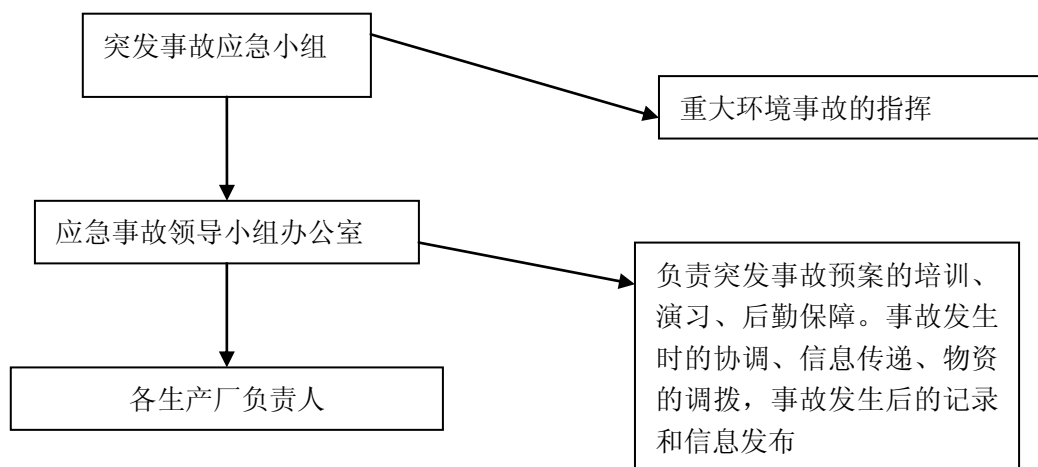 突发事故应急小组
重大环境事故的指挥
应急事故领导小组办公室
负责突发事故预案的培训、
演习、后勤保障。事故发生
时的协调、信息传递、物资
的调拨，事故发生后的记录
和信息发布
各生产厂负责人